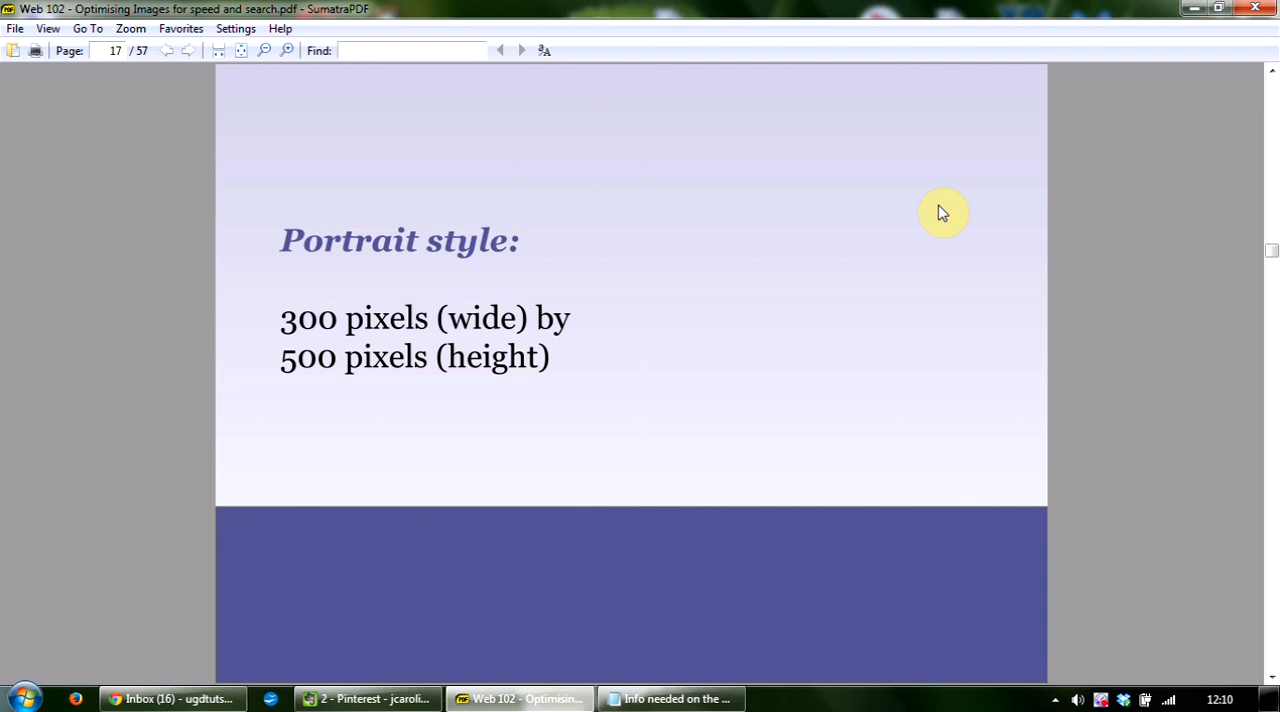 Web 102 - Optimising Images for speed and search.pdf - SumatraPDF
File View Go To Zoom Favorites Settings Help
Page: 17 / 57 Find:
Portrait style:
300 pixels (wide) by
500 pixels (height)
Inbox (16) - ugdtuts... 2 - Pinterest - jcaroli... Web 102 - Optimisin... Info needed on the ... 12:10